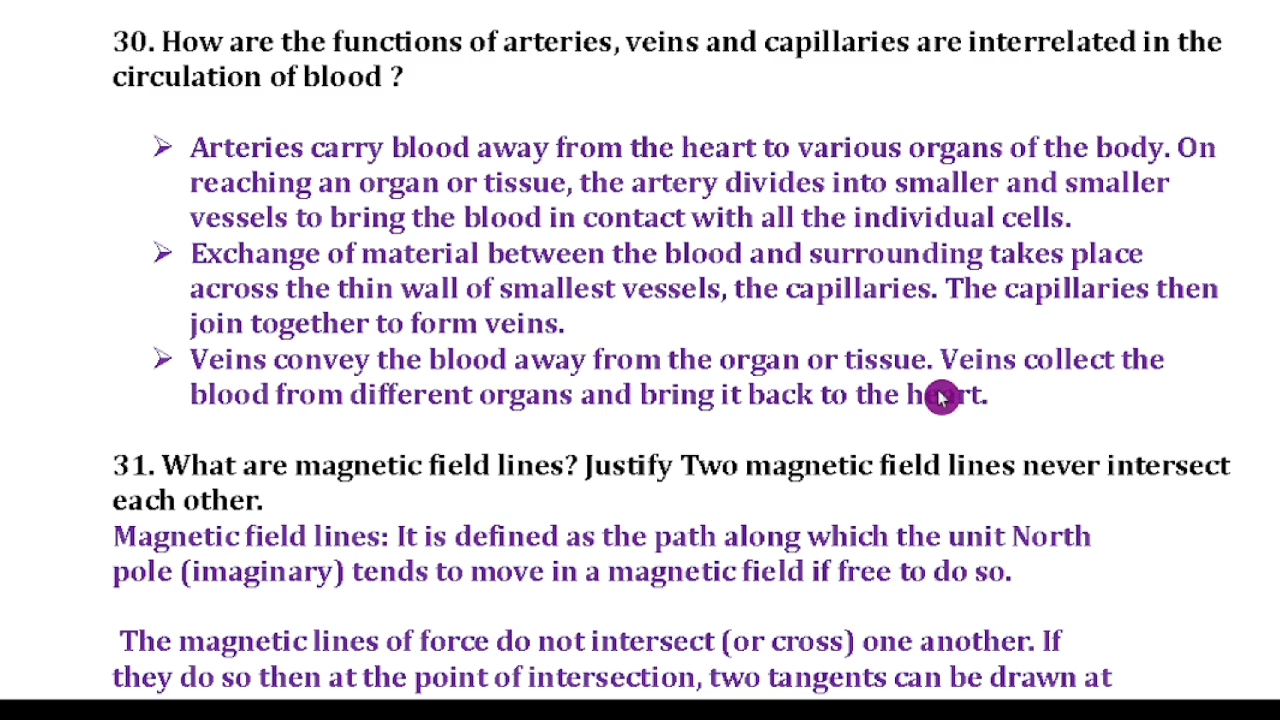 30. How are the functions of arteries, veins and capillaries are interrelated in the
circulation of blood ?
➢ Arteries carry blood away from the heart to various organs of the body. On
reaching an organ or tissue, the artery divides into smaller and smaller
vessels to bring the blood in contact with all the individual cells.
➢ Exchange of material between the blood and surrounding takes place
across the thin wall of smallest vessels, the capillaries. The capillaries then
join together to form veins.
➢ Veins convey the blood away from the organ or tissue. Veins collect the
blood from different organs and bring it back to the heart.
31. What are magnetic field lines? Justify Two magnetic field lines never intersect
each other.
Magnetic field lines: It is defined as the path along which the unit North
pole (imaginary) tends to move in a magnetic field if free to do so.
The magnetic lines of force do not intersect (or cross) one another. If
they do so then at the point of intersection, two tangents can be drawn at